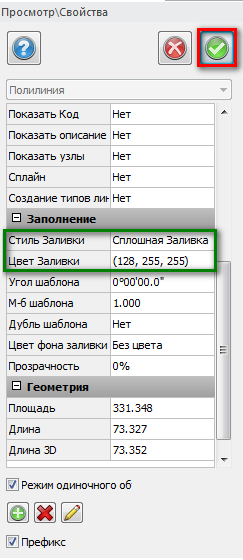 Просмотр\Свойства
Полилиния
Показать Код Нет
Показать описание Нет
Показать узлы Нет
Сплайн Нет
Создание типов лин Нет
Заполнение
Стиль Заливки Сплошная Заливка
Цвет Заливки (128, 255, 255)
Угол шаблона 0°00'00.0"
М-б шаблона 1.000
Дубль шаблона Нет
Цвет фона заливки Без цвета
Прозрачность 0%
Геометрия
Площадь 331.348
Длина 73.327
Длина 3D 73.352
Режим одиночного об
Префикс